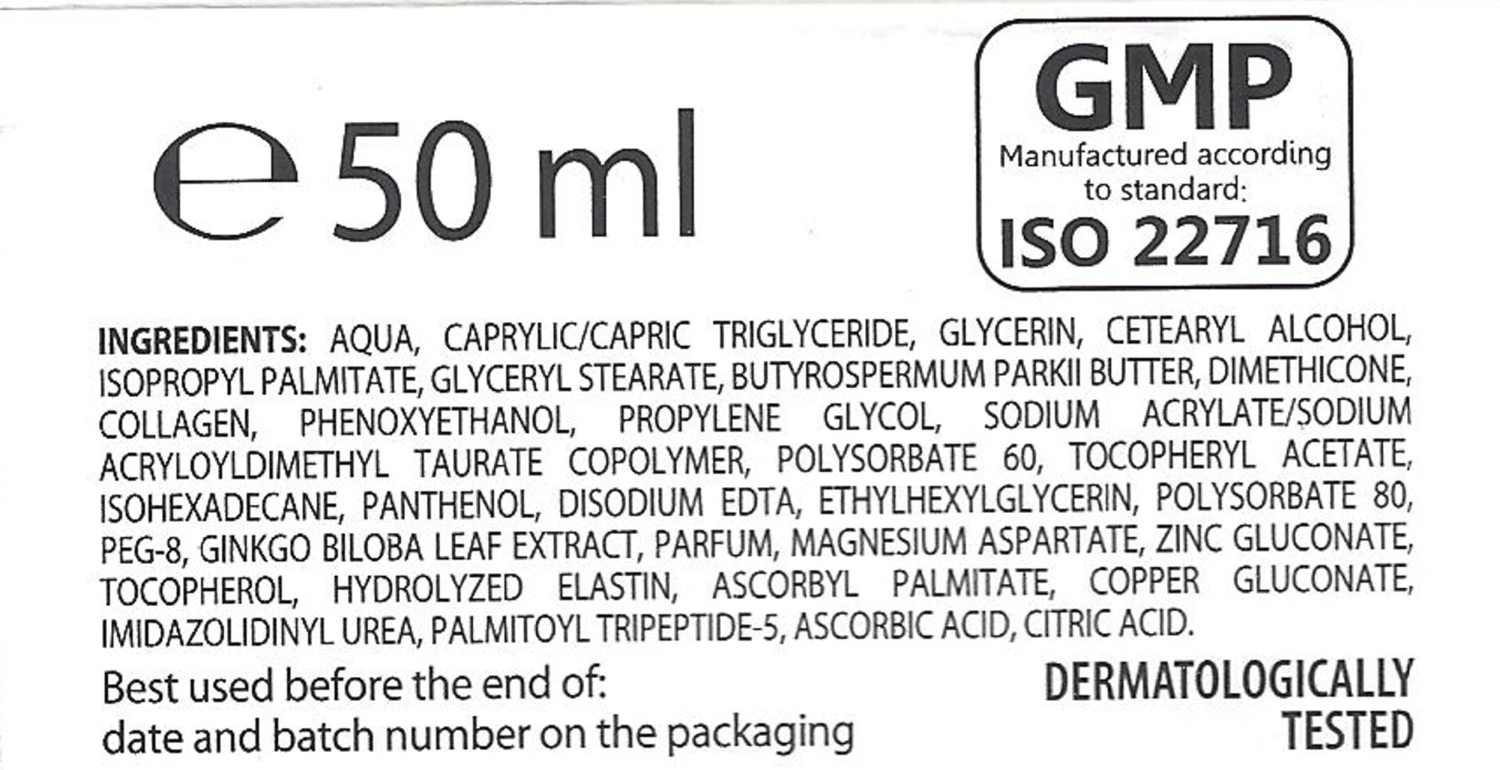 ℮ 50 ml
GMP
Manufactured according
to standard:
ISO 22716
INGREDIENTS: AQUA, CAPRYLIC/CAPRIC TRIGLYCERIDE, GLYCERIN, CETEARYL ALCOHOL,
ISOPROPYL PALMITATE, GLYCERYL STEARATE, BUTYROSPERMUM PARKII BUTTER, DIMETHICONE,
COLLAGEN, PHENOXYETHANOL, PROPYLENE GLYCOL, SODIUM ACRYLATE/SODIUM
ACRYLOYLDIMETHYL TAURATE COPOLYMER, POLYSORBATE 60, TOCOPHERYL ACETATE,
ISOHEXADECANE, PANTHENOL, DISODIUM EDTA, ETHYLHEXYLGLYCERIN, POLYSORBATE 80,
PEG-8, GINKGO BILOBA LEAF EXTRACT, PARFUM, MAGNESIUM ASPARTATE, ZINC GLUCONATE,
TOCOPHEROL, HYDROLYZED ELASTIN, ASCORBYL PALMITATE, COPPER GLUCONATE,
IMIDAZOLIDINYL UREA, PALMITOYL TRIPEPTIDE-5, ASCORBIC ACID, CITRIC ACID.
Best used before the end of:
date and batch number on the packaging
DERMATOLOGICALLY
TESTED